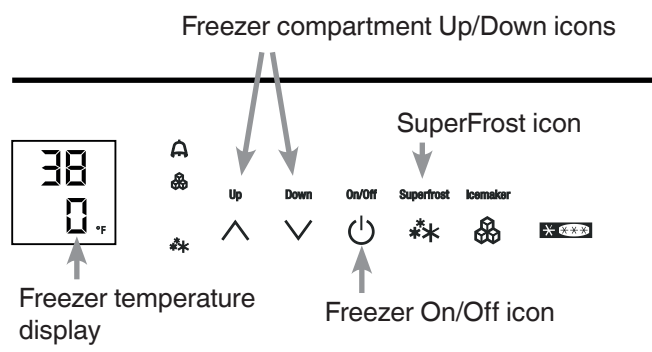 Freezer compartment Up/Down icons
SuperFrost icon
38
0 °F
Up Down On/Off Superfrost Icemaker
Freezer temperature
display
Freezer On/Off icon